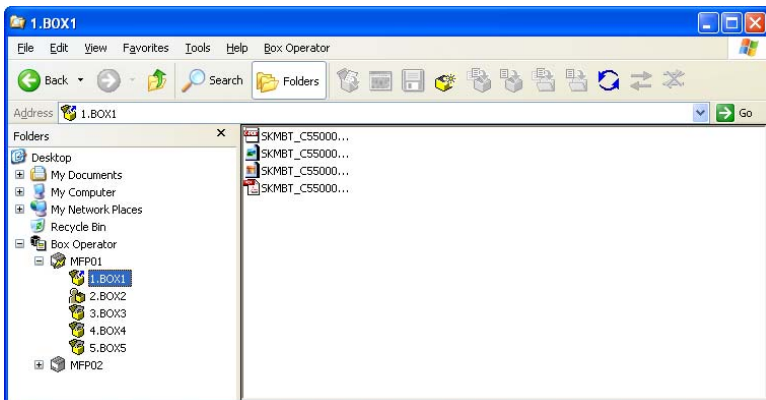 1.BOX1
File Edit View Favorites Tools Help Box Operator
Back Search Folders
Address 1.BOX1 Go
Folders
Desktop
My Documents
My Computer
My Network Places
Recycle Bin
Box Operator
MFP01
1.BOX1
2.BOX2
3.BOX3
4.BOX4
5.BOX5
MFP02
SKMBT_C55000...
SKMBT_C55000...
SKMBT_C55000...
SKMBT_C55000...